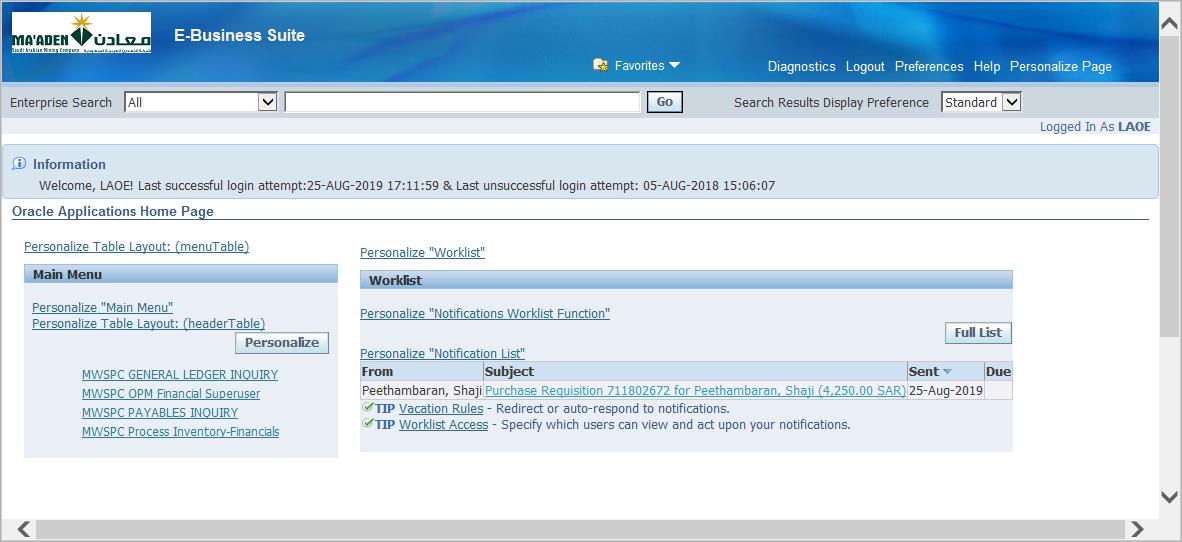 MA'ADEN معادن
Saudi Arabian Mining Company شركة التعدين العربية السعودية
E-Business Suite
Favorites
Diagnostics Logout Preferences Help Personalize Page
Enterprise Search All Go Search Results Display Preference Standard
Logged In As LAOE
Information
Welcome, LAOE! Last successful login attempt:25-AUG-2019 17:11:59 & Last unsuccessful login attempt: 05-AUG-2018 15:06:07
Oracle Applications Home Page
Personalize Table Layout: (menuTable)
Main Menu
Personalize "Main Menu"
Personalize Table Layout: (headerTable)
Personalize
MWSPC GENERAL LEDGER INQUIRY
MWSPC OPM Financial Superuser
MWSPC PAYABLES INQUIRY
MWSPC Process Inventory-Financials
Personalize "Worklist"
Worklist
Personalize "Notifications Worklist Function"
Full List
Personalize "Notification List"
From Subject Sent Due
Peethambaran, Shaji Purchase Requisition 711802672 for Peethambaran, Shaji (4,250.00 SAR) 25-Aug-2019
TIP Vacation Rules - Redirect or auto-respond to notifications.
TIP Worklist Access - Specify which users can view and act upon your notifications.